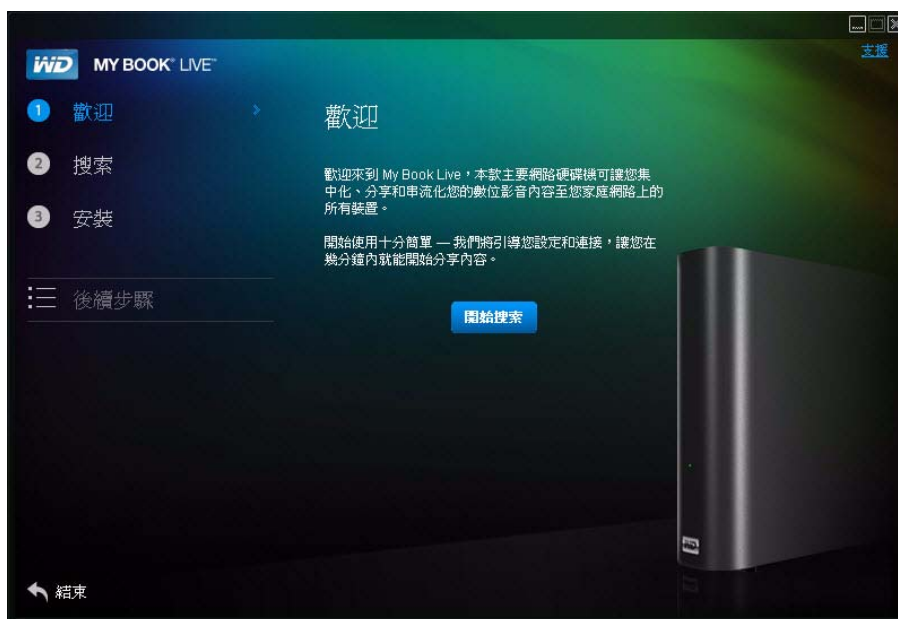 支援
WD MY BOOK® LIVE™
1 歡迎
2 搜索
3 安裝
後續步驟
歡迎
歡迎來到 My Book Live，本款主要網路硬碟機可讓您集
中化、分享和串流化您的數位影音內容至您家庭網路上的
所有裝置。
開始使用十分簡單 — 我們將引導您設定和連接，讓您在
幾分鐘內就能開始分享內容。
開始搜索
WD
結束